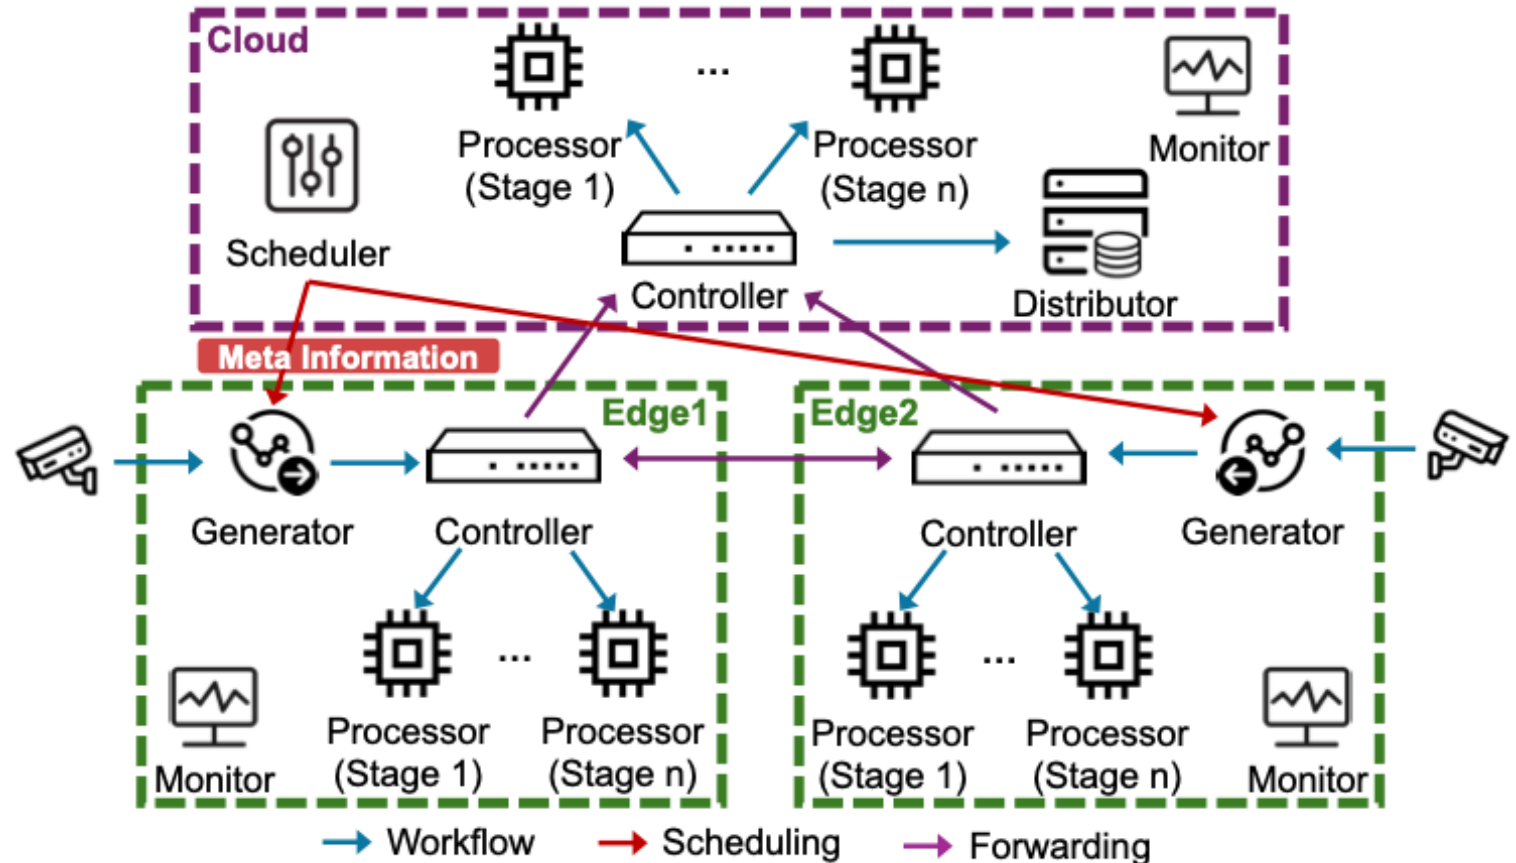 Cloud
...
Processor
(Stage 1)
Processor
(Stage n)
Monitor
Scheduler
Controller
Distributor
Meta Information
Edge1
Generator
Controller
...
Processor
(Stage 1)
Processor
(Stage n)
Monitor
Edge2
Controller
Generator
...
Processor
(Stage 1)
Processor
(Stage n)
Monitor
Workflow
Scheduling
Forwarding